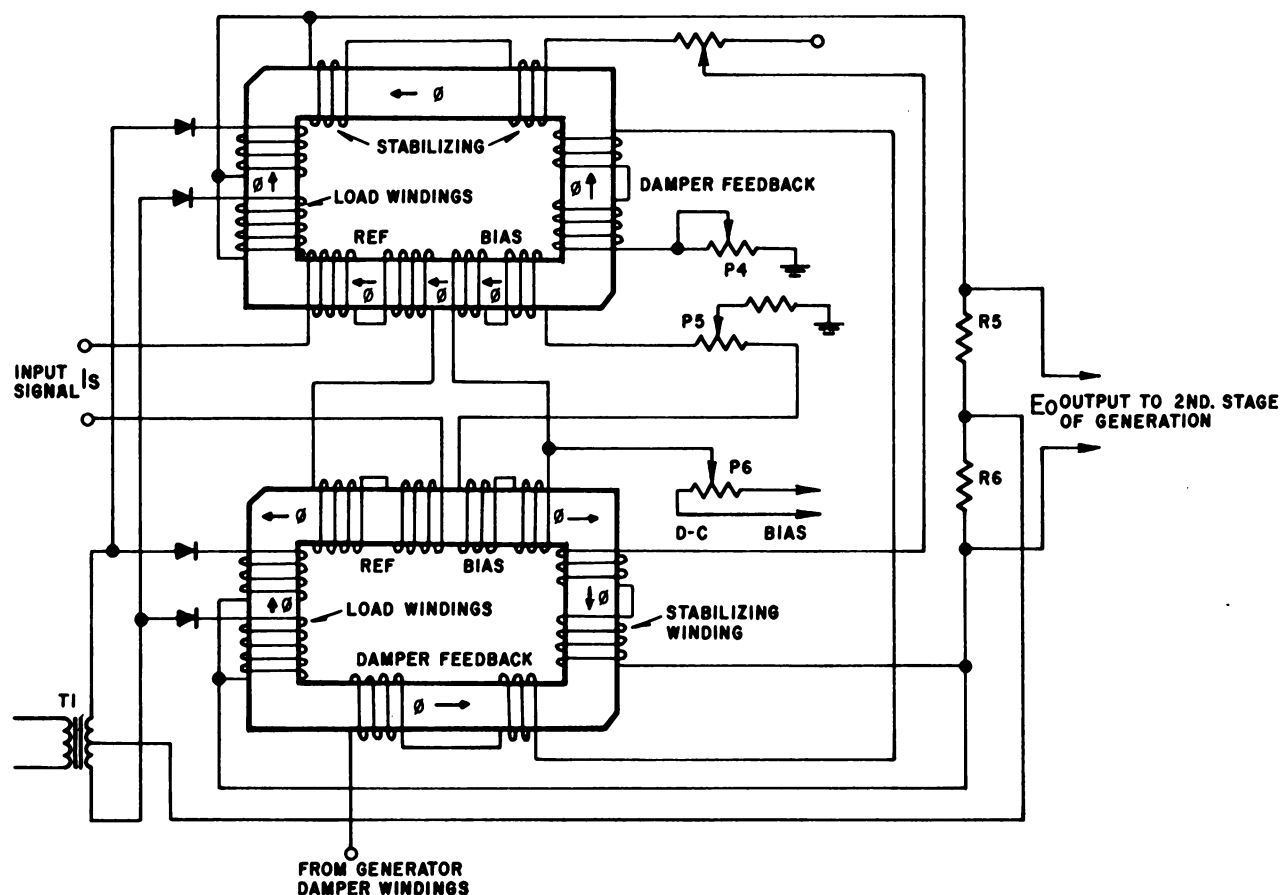 Ø
STABILIZING
DAMPER FEEDBACK
Ø
Ø
LOAD WINDINGS
REF
BIAS
P4
Ø
Ø
Ø
P5
R5
INPUT
SIGNAL IS
EO OUTPUT TO 2ND. STAGE
OF GENERATION
P6
R6
Ø
Ø
D-C
BIAS
REF
BIAS
Ø
LOAD WINDINGS
Ø
STABILIZING
WINDING
DAMPER FEEDBACK
T1
Ø
FROM GENERATOR
DAMPER WINDINGS